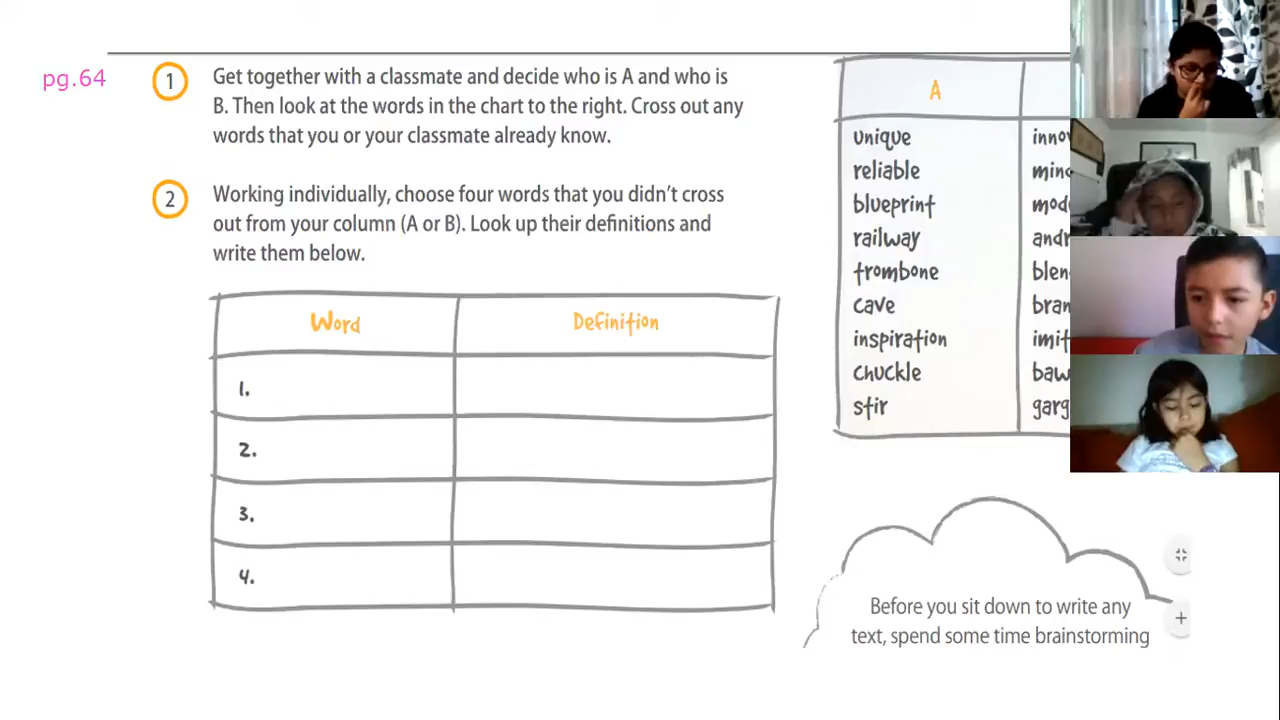 pg.64
1
Get together with a classmate and decide who is A and who is
B. Then look at the words in the chart to the right. Cross out any
words that you or your classmate already know.
2
Working individually, choose four words that you didn't cross
out from your column (A or B). Look up their definitions and
write them below.
Word Definition
1.
2.
3.
4.
A
unique
reliable
blueprint
railway
trombone
cave
inspiration
chuckle
stir
Before you sit down to write any
text, spend some time brainstorming